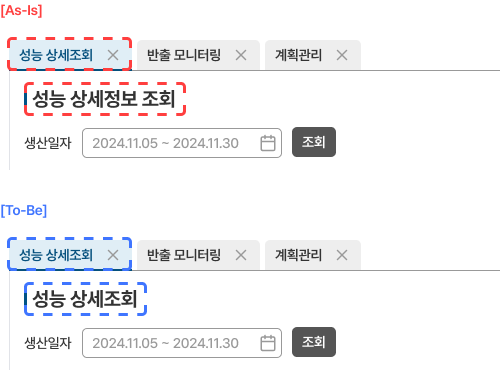 [As-Is]
성능 상세조회 반출 모니터링 계획관리
성능 상세정보 조회
생산일자 2024.11.05 ~ 2024.11.30 조회
[To-Be]
성능 상세조회 반출 모니터링 계획관리
성능 상세조회
생산일자 2024.11.05 ~ 2024.11.30 조회